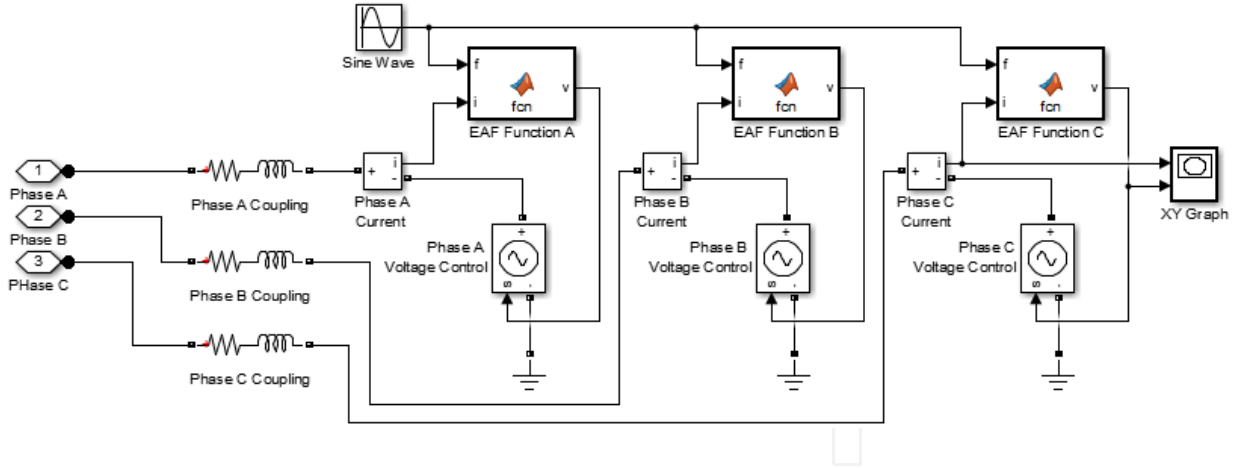 Sine Wave
f
i
v
fcn
EAF Function A
f
i
v
fcn
EAF Function B
f
i
v
fcn
EAF Function C
1
Phase A
2
Phase B
3
PHase C
Phase A Coupling
Phase B Coupling
Phase C Coupling
+
i
-
Phase A
Current
+
i
-
Phase B
Current
+
i
-
Phase C
Current
XY Graph
+
s
-
Phase A
Voltage Control
+
s
-
Phase B
Voltage Control
+
s
-
Phase C
Voltage Control